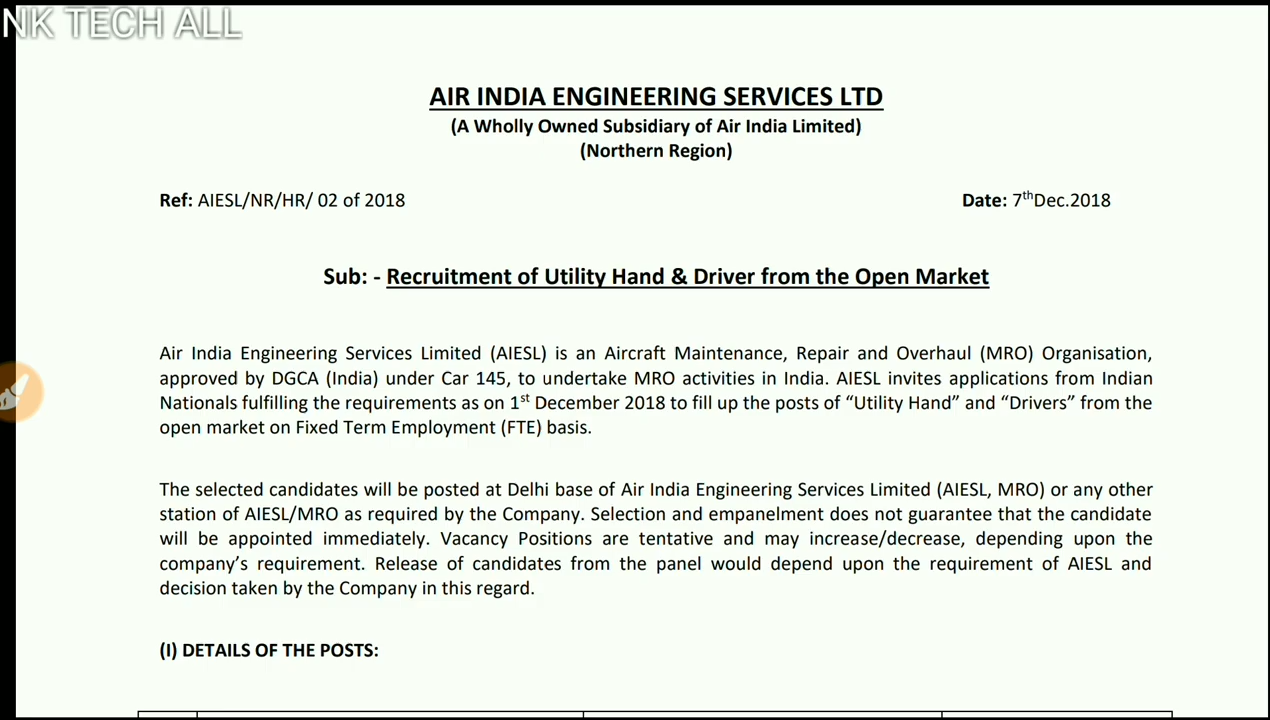 NK TECH ALL
AIR INDIA ENGINEERING SERVICES LTD
(A Wholly Owned Subsidiary of Air India Limited)
(Northern Region)
Ref: AIESL/NR/HR/ 02 of 2018
Date: 7thDec.2018
Sub: - Recruitment of Utility Hand & Driver from the Open Market
Air India Engineering Services Limited (AIESL) is an Aircraft Maintenance, Repair and Overhaul (MRO) Organisation,
approved by DGCA (India) under Car 145, to undertake MRO activities in India. AIESL invites applications from Indian
Nationals fulfilling the requirements as on 1st December 2018 to fill up the posts of “Utility Hand” and “Drivers” from the
open market on Fixed Term Employment (FTE) basis.
The selected candidates will be posted at Delhi base of Air India Engineering Services Limited (AIESL, MRO) or any other
station of AIESL/MRO as required by the Company. Selection and empanelment does not guarantee that the candidate
will be appointed immediately. Vacancy Positions are tentative and may increase/decrease, depending upon the
company’s requirement. Release of candidates from the panel would depend upon the requirement of AIESL and
decision taken by the Company in this regard.
(I) DETAILS OF THE POSTS: